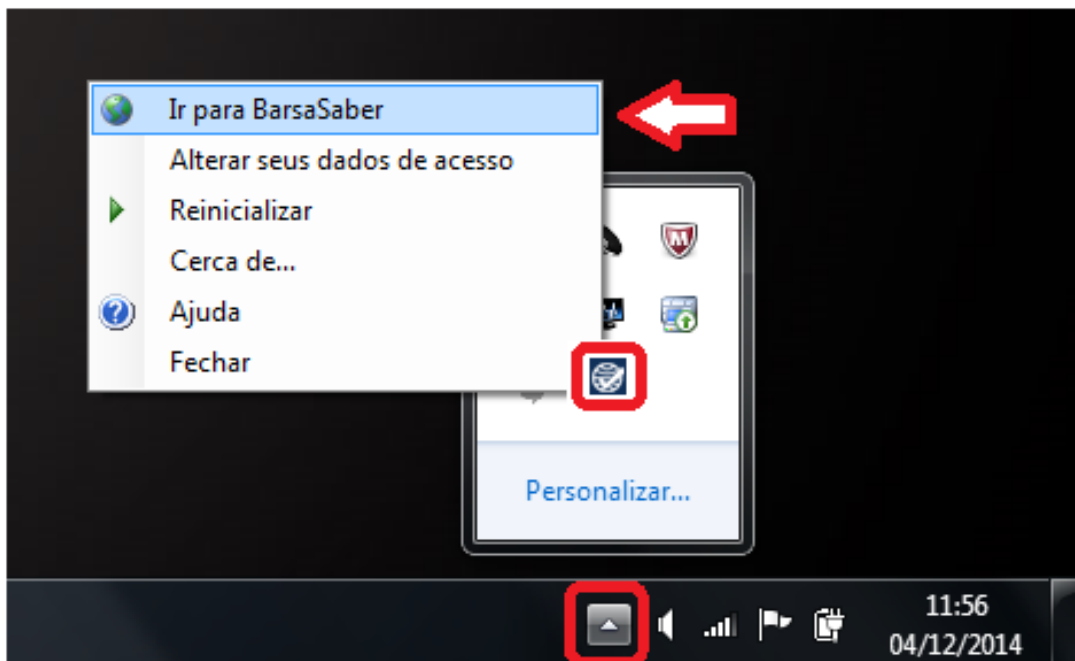 Ir para BarsaSaber
Alterar seus dados de acesso
Reinicializar
Cerca de...
Ajuda
Fechar
Personalizar...
11:56
04/12/2014